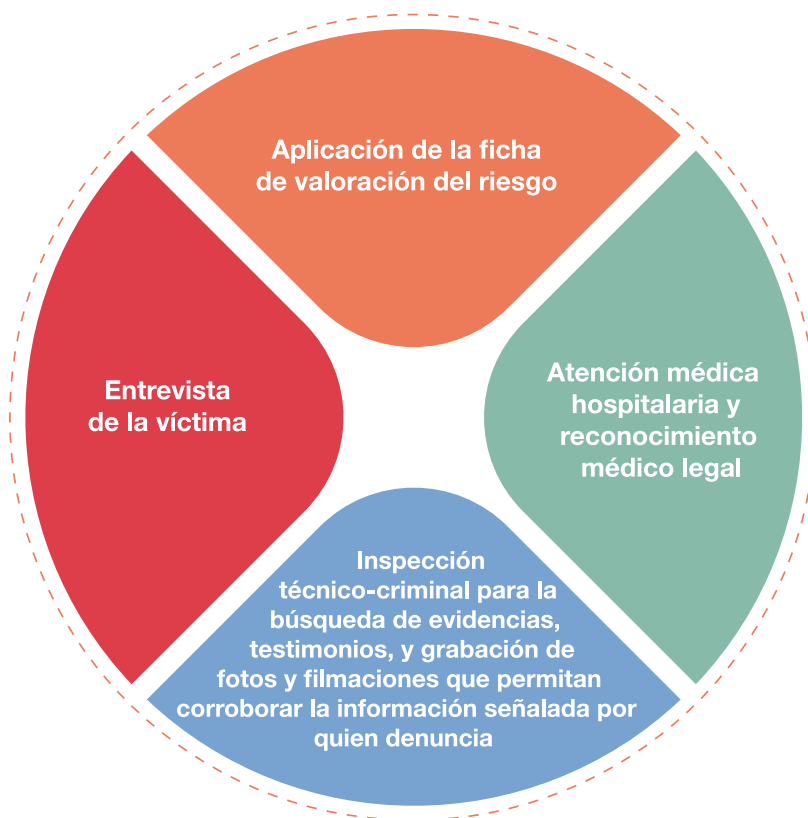 Aplicación de la ficha
de valoración del riesgo
Entrevista
de la víctima
Atención médica
hospitalaria y
reconocimiento
médico legal
Inspección
técnico-criminal para la
búsqueda de evidencias,
testimonios, y grabación de
fotos y filmaciones que permitan
corroborar la información señalada por
quien denuncia